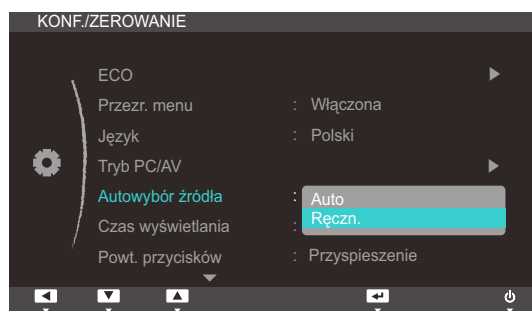 KONF./ZEROWANIE
ECO
Przezr. menu : Włączona
Język : Polski
Tryb PC/AV
Autowybór źródła : Auto
Ręczn.
Czas wyświetlania :
Powt. przycisków : Przyspieszenie